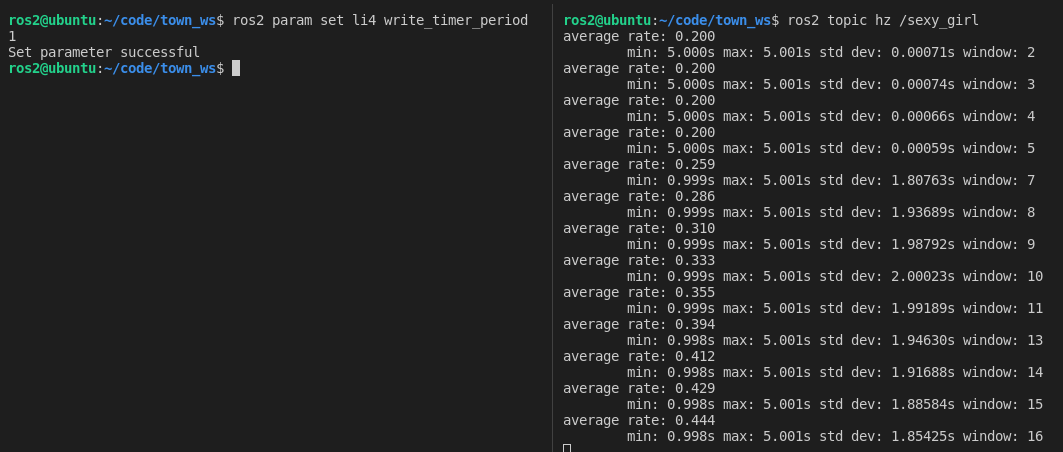 ros2@ubuntu:~/code/town_ws$ ros2 param set li4 write_timer_period
1
Set parameter successful
ros2@ubuntu:~/code/town_ws$
ros2@ubuntu:~/code/town_ws$ ros2 topic hz /sexy_girl
average rate: 0.200
        min: 5.000s max: 5.001s std dev: 0.00071s window: 2
average rate: 0.200
        min: 5.000s max: 5.001s std dev: 0.00074s window: 3
average rate: 0.200
        min: 5.000s max: 5.001s std dev: 0.00066s window: 4
average rate: 0.200
        min: 5.000s max: 5.001s std dev: 0.00059s window: 5
average rate: 0.259
        min: 0.999s max: 5.001s std dev: 1.80763s window: 7
average rate: 0.286
        min: 0.999s max: 5.001s std dev: 1.93689s window: 8
average rate: 0.310
        min: 0.999s max: 5.001s std dev: 1.98792s window: 9
average rate: 0.333
        min: 0.999s max: 5.001s std dev: 2.00023s window: 10
average rate: 0.355
        min: 0.999s max: 5.001s std dev: 1.99189s window: 11
average rate: 0.394
        min: 0.998s max: 5.001s std dev: 1.94630s window: 13
average rate: 0.412
        min: 0.998s max: 5.001s std dev: 1.91688s window: 14
average rate: 0.429
        min: 0.998s max: 5.001s std dev: 1.88584s window: 15
average rate: 0.444
        min: 0.998s max: 5.001s std dev: 1.85425s window: 16